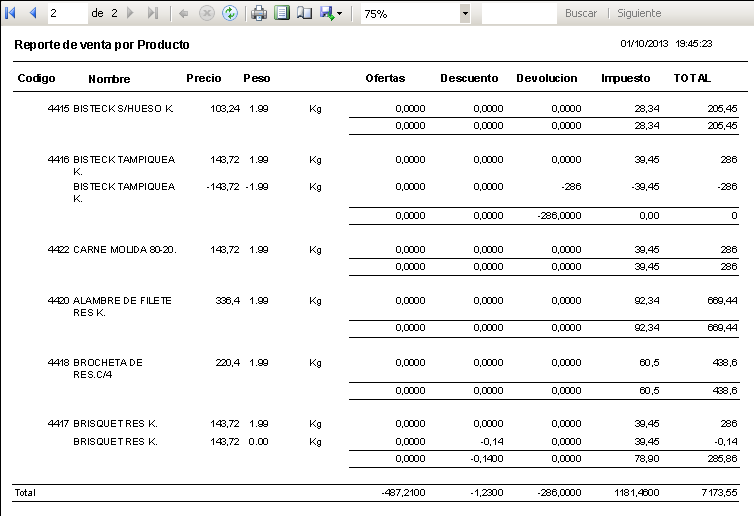 2 de 2 75% Buscar | Siguiente
Reporte de venta por Producto 01/10/2013 19:45:23
Codigo Nombre Precio Peso Ofertas Descuento Devolucion Impuesto TOTAL
4415 BISTECK S/HUESO K. 103,24 1.99 Kg 0,0000 0,0000 0,0000 28,34 205,45
0,0000 0,0000 0,0000 28,34 205,45
4416 BISTECK TAMPIQUEA 143,72 1.99 Kg 0,0000 0,0000 0,0000 39,45 286
K.
BISTECK TAMPIQUEA -143,72 -1.99 Kg 0,0000 0,0000 -286 -39,45 -286
K.
0,0000 0,0000 -286,0000 0,00 0
4422 CARNE MOLIDA 80-20. 143,72 1.99 Kg 0,0000 0,0000 0,0000 39,45 286
0,0000 0,0000 0,0000 39,45 286
4420 ALAMBRE DE FILETE 336,4 1.99 Kg 0,0000 0,0000 0,0000 92,34 669,44
RES K.
0,0000 0,0000 0,0000 92,34 669,44
4418 BROCHETA DE 220,4 1.99 Kg 0,0000 0,0000 0,0000 60,5 438,6
RES.C/4
0,0000 0,0000 0,0000 60,5 438,6
4417 BRISQUET RES K. 143,72 1.99 Kg 0,0000 0,0000 0,0000 39,45 286
BRISQUET RES K. 143,72 0.00 Kg 0,0000 -0,14 0,0000 39,45 -0,14
0,0000 -0,1400 0,0000 78,90 285,86
Total -487,2100 -1,2300 -286,0000 1181,4600 7173,55